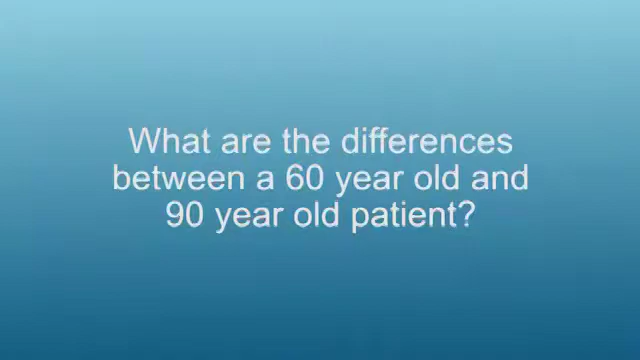 What are the differences
between a 60 year old and
90 year old patient?